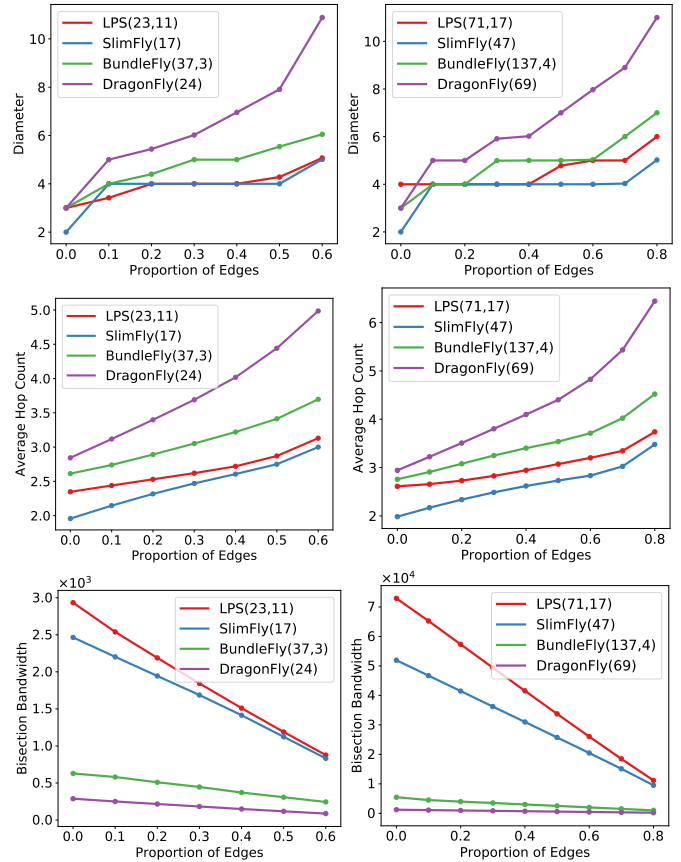 LPS(23,11)
SlimFly(17)
BundleFly(37,3)
DragonFly(24)
Diameter
10
8
6
4
2
0.0 0.1 0.2 0.3 0.4 0.5 0.6
Proportion of Edges
LPS(71,17)
SlimFly(47)
BundleFly(137,4)
DragonFly(69)
Diameter
10
8
6
4
2
0.0 0.2 0.4 0.6 0.8
Proportion of Edges
LPS(23,11)
SlimFly(17)
BundleFly(37,3)
DragonFly(24)
Average Hop Count
5.0
4.5
4.0
3.5
3.0
2.5
2.0
0.0 0.1 0.2 0.3 0.4 0.5 0.6
Proportion of Edges
LPS(71,17)
SlimFly(47)
BundleFly(137,4)
DragonFly(69)
Average Hop Count
6
5
4
3
2
0.0 0.2 0.4 0.6 0.8
Proportion of Edges
×10³
LPS(23,11)
SlimFly(17)
BundleFly(37,3)
DragonFly(24)
Bisection Bandwidth
3.0
2.5
2.0
1.5
1.0
0.5
0.0
0.0 0.1 0.2 0.3 0.4 0.5 0.6
Proportion of Edges
×10⁴
LPS(71,17)
SlimFly(47)
BundleFly(137,4)
DragonFly(69)
Bisection Bandwidth
7
6
5
4
3
2
1
0
0.0 0.2 0.4 0.6 0.8
Proportion of Edges